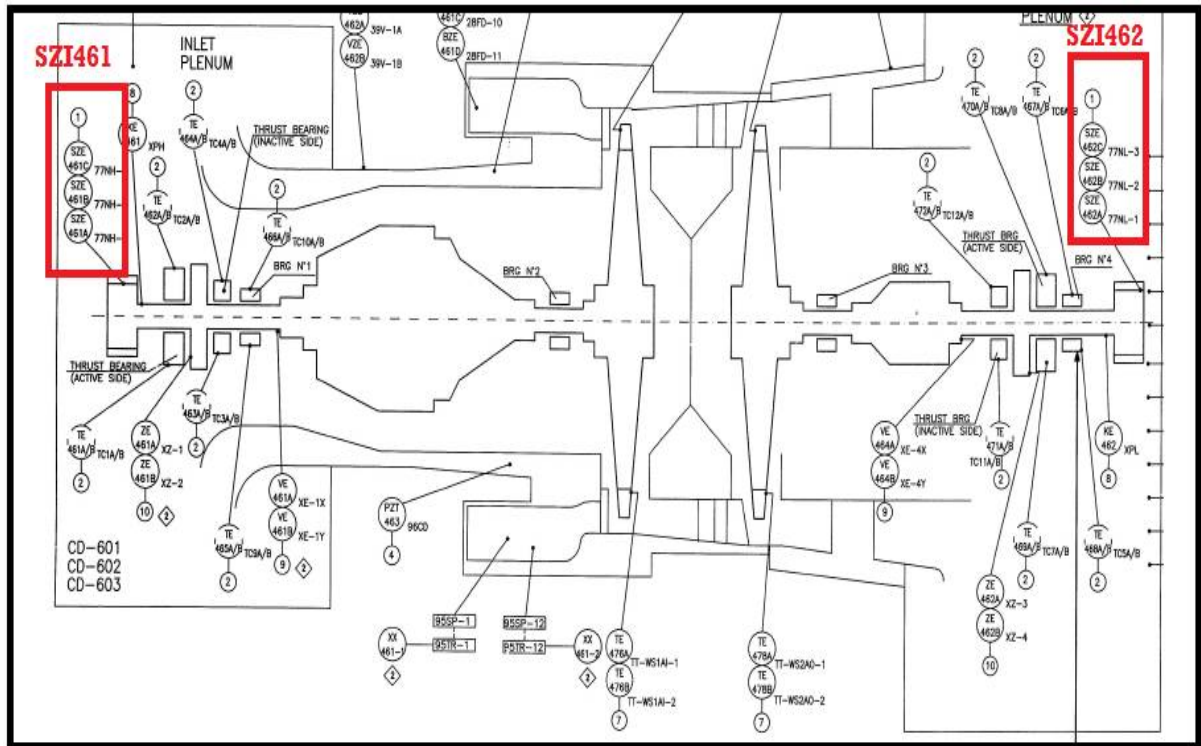 SZI461
INLET
PLENUM
462A
39V-1A
VZE
462B
39V-1B
461C
28FD-10
BZE
461D
28FD-11
PLENUM 2
SZI462
1
SZE
461C
77NH-
SZE
461B
77NH-
SZE
461A
77NH-
8
461
XPH
2
TE
462A/B
TC2A/B
2
TE
464A/B
TC4A/B
THRUST BEARING
(INACTIVE SIDE)
2
TE
466A/B
TC10A/B
BRG N°1
BRG N°2
2
TE
472A/B
TC12A/B
THRUST BRG
(ACTIVE SIDE)
BRG N°3
2
TE
470A/B
TC8A/B
2
TE
467A/B
BRG N°4
1
SZE
462C
77NL-3
SZE
462B
77NL-2
SZE
462A
77NL-1
THRUST BEARING
(ACTIVE SIDE)
TE
461A/B
TC1A/B
2
ZE
461A
XZ-1
ZE
461B
XZ-2
10
2
TE
463A/B
TC3A/B
2
TE
465A/B
TC9A/B
2
VE
461A
XE-1X
VE
461B
XE-1Y
9
2
CD-601
CD-602
CD-603
PZT
463
96CD
4
XX
461-1
2
95SP-1
95TR-1
95SP-12
95TR-12
XX
461-2
2
TE
476A
TT-WS1AI-1
TE
476B
TT-WS1AI-2
7
TE
478A
TT-WS2AO-1
TE
478B
TT-WS2AO-2
7
VE
464A
XE-4X
VE
464B
XE-4Y
9
THRUST BRG
(INACTIVE SIDE)
TE
471A/B
TC11A/B
2
ZE
462A
XZ-3
ZE
462B
XZ-4
10
TE
469A/B
TC7A/B
2
KE
462
XPL
8
TE
468A/B
TC5A/B
2